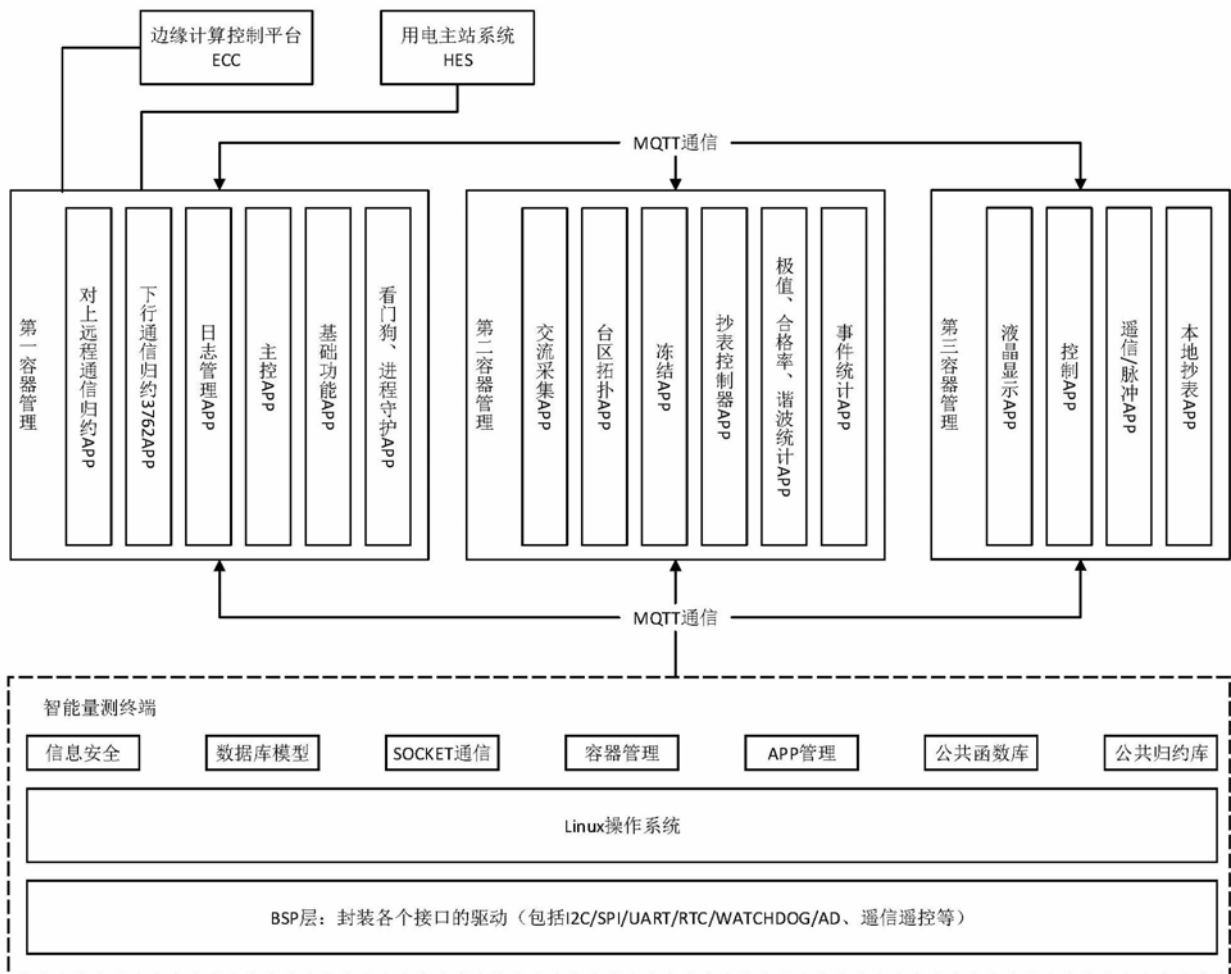 边缘计算控制平台
ECC
用电主站系统
HES
MQTT通信
第一容器管理
对上远程通信归约APP
下行通信归约3762APP
日志管理APP
主控APP
基础功能APP
看门狗、进程守护APP
第二容器管理
交流采集APP
台区拓扑APP
冻结APP
抄表控制器APP
极值、合格率、谐波统计APP
事件统计APP
第三容器管理
液晶显示APP
控制APP
遥信/脉冲APP
本地抄表APP
MQTT通信
智能量测终端
信息安全
数据库模型
SOCKET通信
容器管理
APP管理
公共函数库
公共归约库
Linux操作系统
BSP层：封装各个接口的驱动（包括I2C/SPI/UART/RTC/WATCHDOG/AD、遥信遥控等）